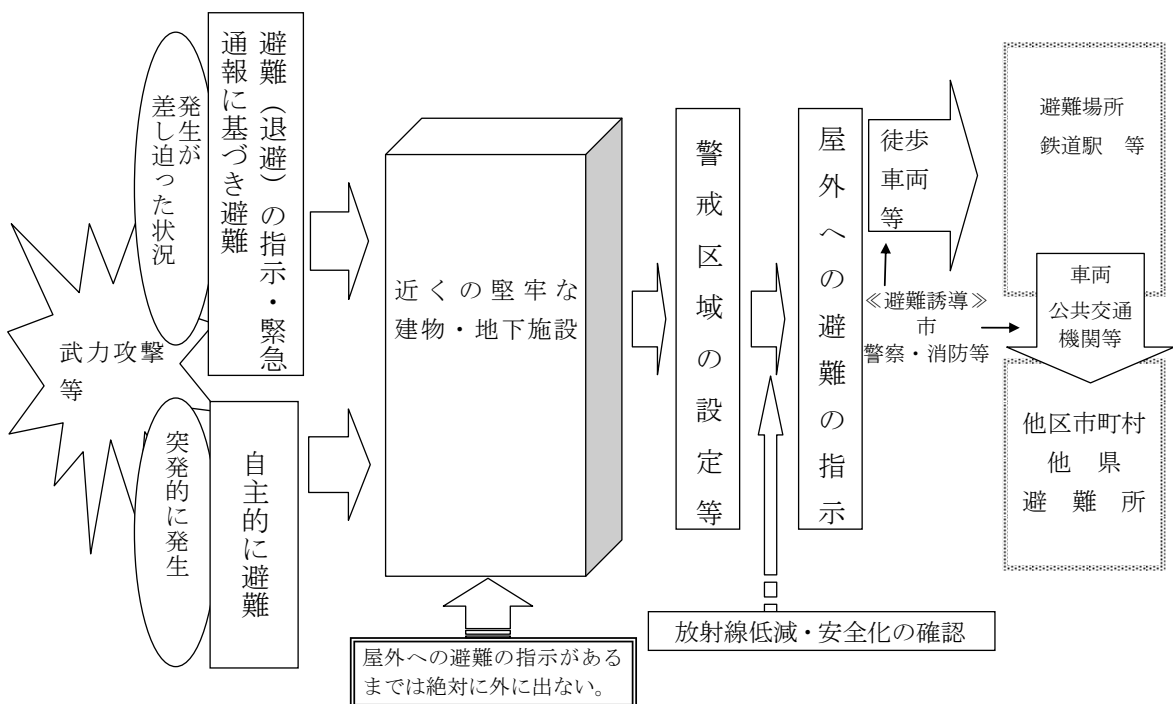 武力攻撃
等
発生が
差し迫った状況
避難（退避）の指示・緊急
通報に基づき避難
突発的に発生
自主的に避難
近くの堅牢な
建物・地下施設
屋外への避難の指示がある
までは絶対に外に出ない。
警戒区域の設定等
放射線低減・安全化の確認
屋外への避難の指示
徒歩
車両
等
≪避難誘導≫
市
警察・消防等
避難場所
鉄道駅 等
車両
公共交通
機関等
他区市町村
他 県
避 難 所